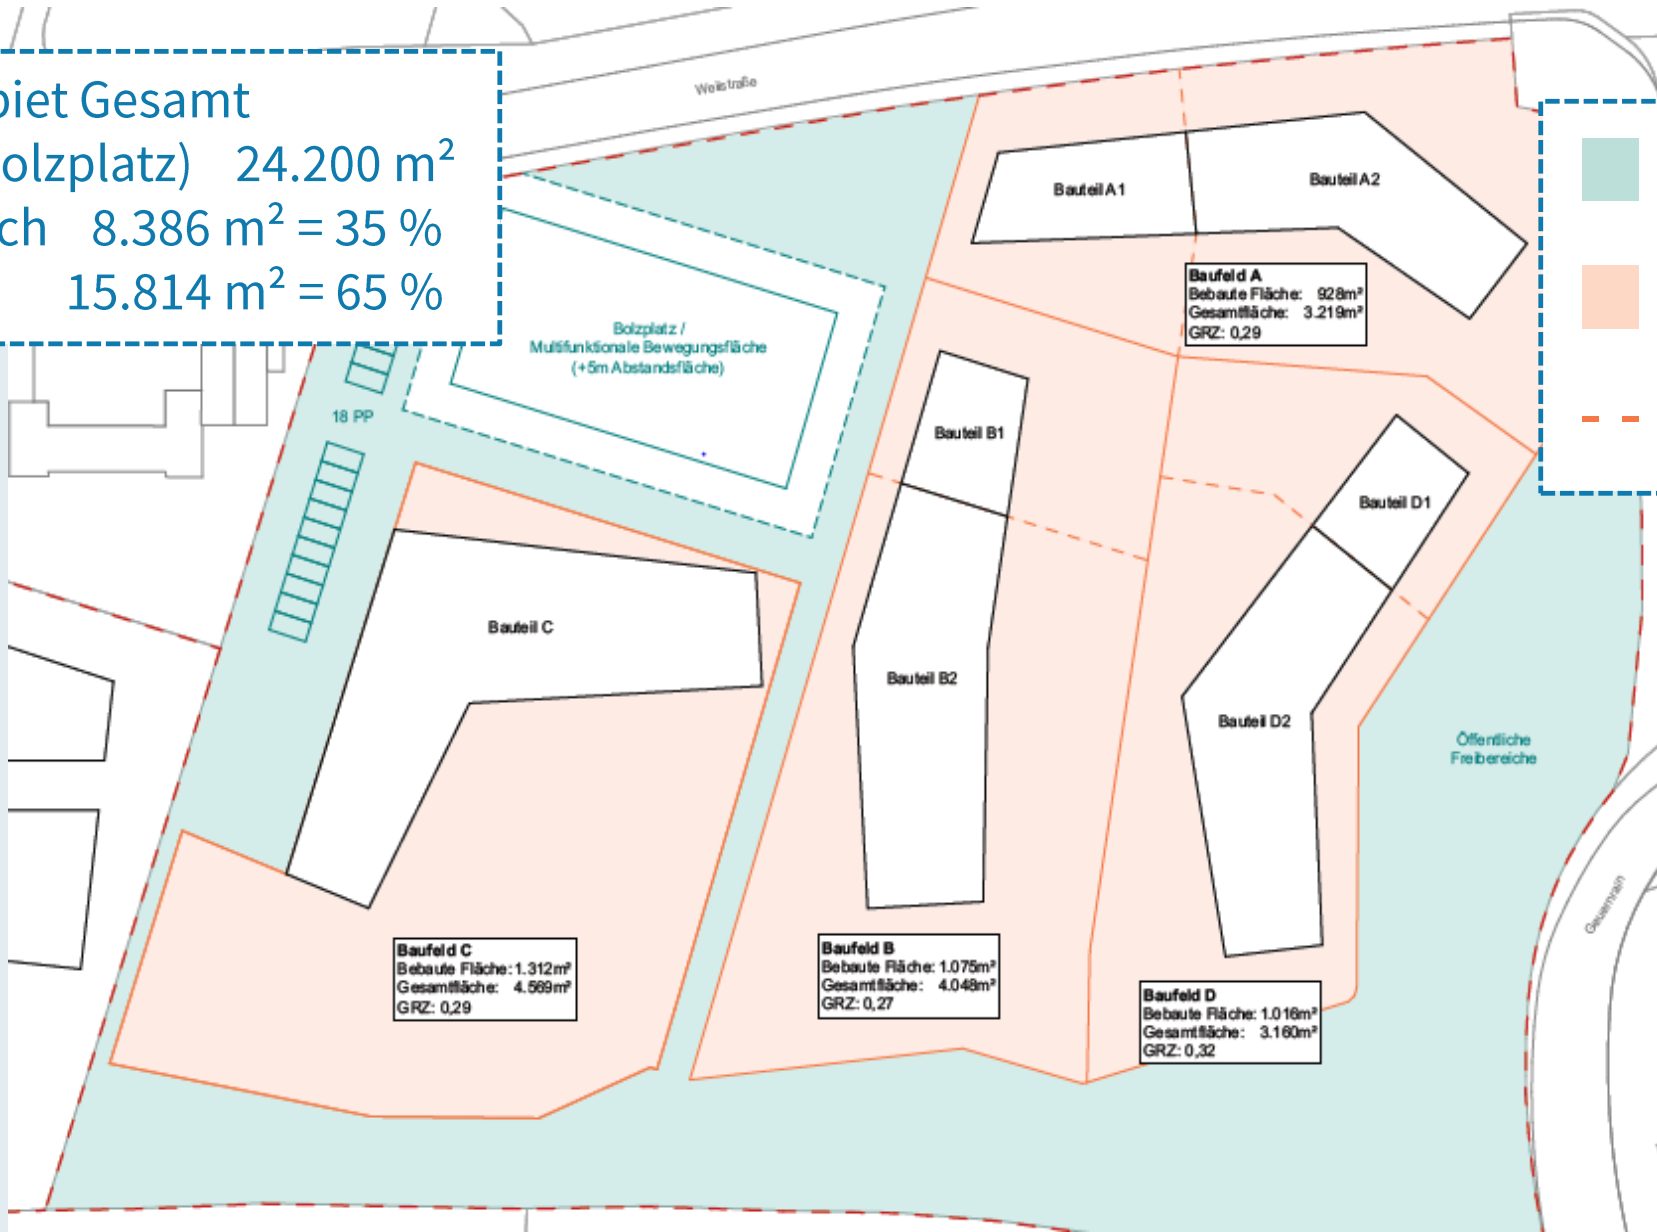 biet Gesamt
olzplatz) 24.200 m²
ch 8.386 m² = 35 %
15.814 m² = 65 %
Weilstraße
Bauteil A1
Bauteil A2
Baufeld A
Bebaute Fläche: 928m²
Gesamtfläche: 3.219m²
GRZ: 0,29
Bolzplatz /
Multifunktionale Bewegungsfläche
(+5m Abstandsfläche)
18 PP
Bauteil B1
Bauteil D1
Bauteil C
Bauteil B2
Bauteil D2
Öffentliche
Freibereiche
Gauernrain
Baufeld C
Bebaute Fläche: 1.312m²
Gesamtfläche: 4.569m²
GRZ: 0,29
Baufeld B
Bebaute Fläche: 1.075m²
Gesamtfläche: 4.048m²
GRZ: 0,27
Baufeld D
Bebaute Fläche: 1.016m²
Gesamtfläche: 3.160m²
GRZ: 0,32